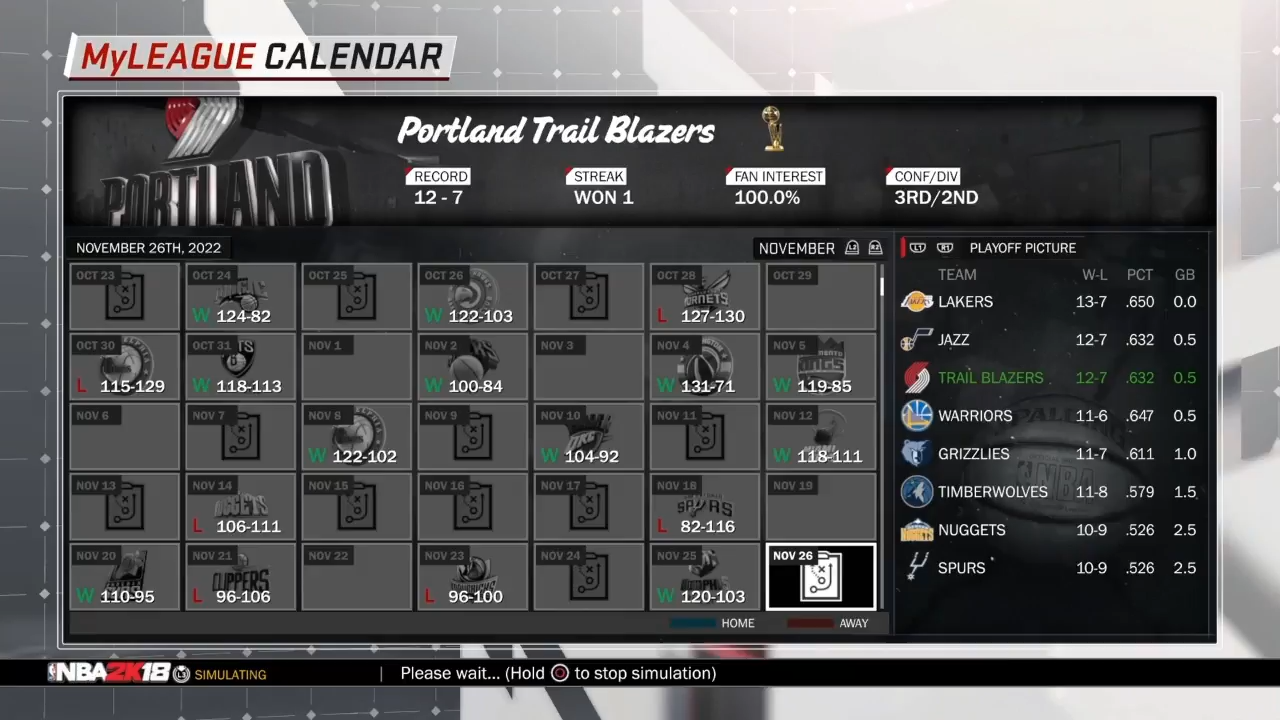 MyLEAGUE CALENDAR
PORTLAND
Portland Trail Blazers
RECORD STREAK FAN INTEREST CONF/DIV
12 - 7 WON 1 100.0% 3RD/2ND
NOVEMBER 26TH, 2022 NOVEMBER L2 R2
OCT 23 OCT 24 OCT 25 OCT 26 OCT 27 OCT 28 OCT 29
W 124-82 W 122-103 L 127-130
OCT 30 OCT 31 NOV 1 NOV 2 NOV 3 NOV 4 NOV 5
L 115-129 W 118-113 W 100-84 W 131-71 W 119-85
NOV 6 NOV 7 NOV 8 NOV 9 NOV 10 NOV 11 NOV 12
W 122-102 W 104-92 W 118-111
NOV 13 NOV 14 NOV 15 NOV 16 NOV 17 NOV 18 NOV 19
L 106-111 L 82-116
NOV 20 NOV 21 NOV 22 NOV 23 NOV 24 NOV 25 NOV 26
W 110-95 L 96-106 L 96-100 W 120-103
HOME AWAY
L1 R1 PLAYOFF PICTURE
TEAM W-L PCT GB
LAKERS 13-7 .650 0.0
JAZZ 12-7 .632 0.5
TRAIL BLAZERS 12-7 .632 0.5
WARRIORS 11-6 .647 0.5
GRIZZLIES 11-7 .611 1.0
TIMBERWOLVES 11-8 .579 1.5
NUGGETS 10-9 .526 2.5
SPURS 10-9 .526 2.5
NBA 2K18 SIMULATING | Please wait... (Hold to stop simulation)